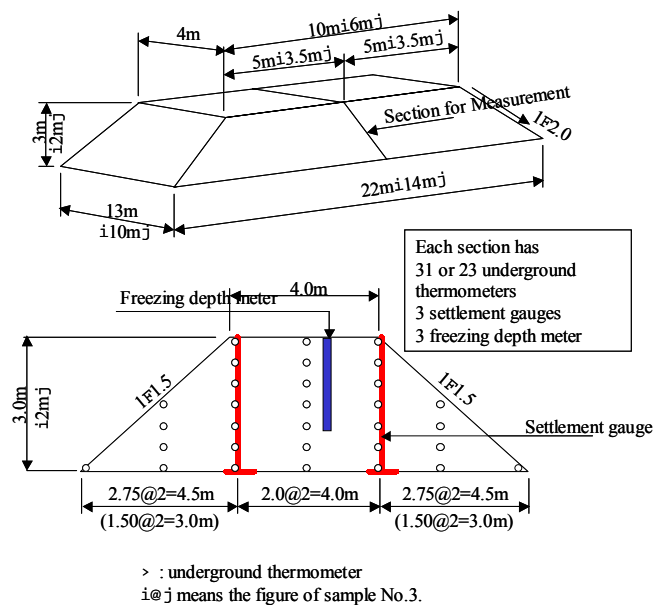 4m
10mi6mj
5mi3.5mj
5mi3.5mj
Section for Measurement
1F2.0
3m
i2mj
13m
i10mj
22mi14mj
Each section has
31 or 23 underground
thermometers
3 settlement gauges
3 freezing depth meter
Freezing depth meter
4.0m
3.0m
i2mj
1F1.5
1F1.5
Settlement gauge
2.75@2=4.5m
2.0@2=4.0m
2.75@2=4.5m
(1.50@2=3.0m)
(1.50@2=3.0m)
> : underground thermometer
i@j means the figure of sample No.3.